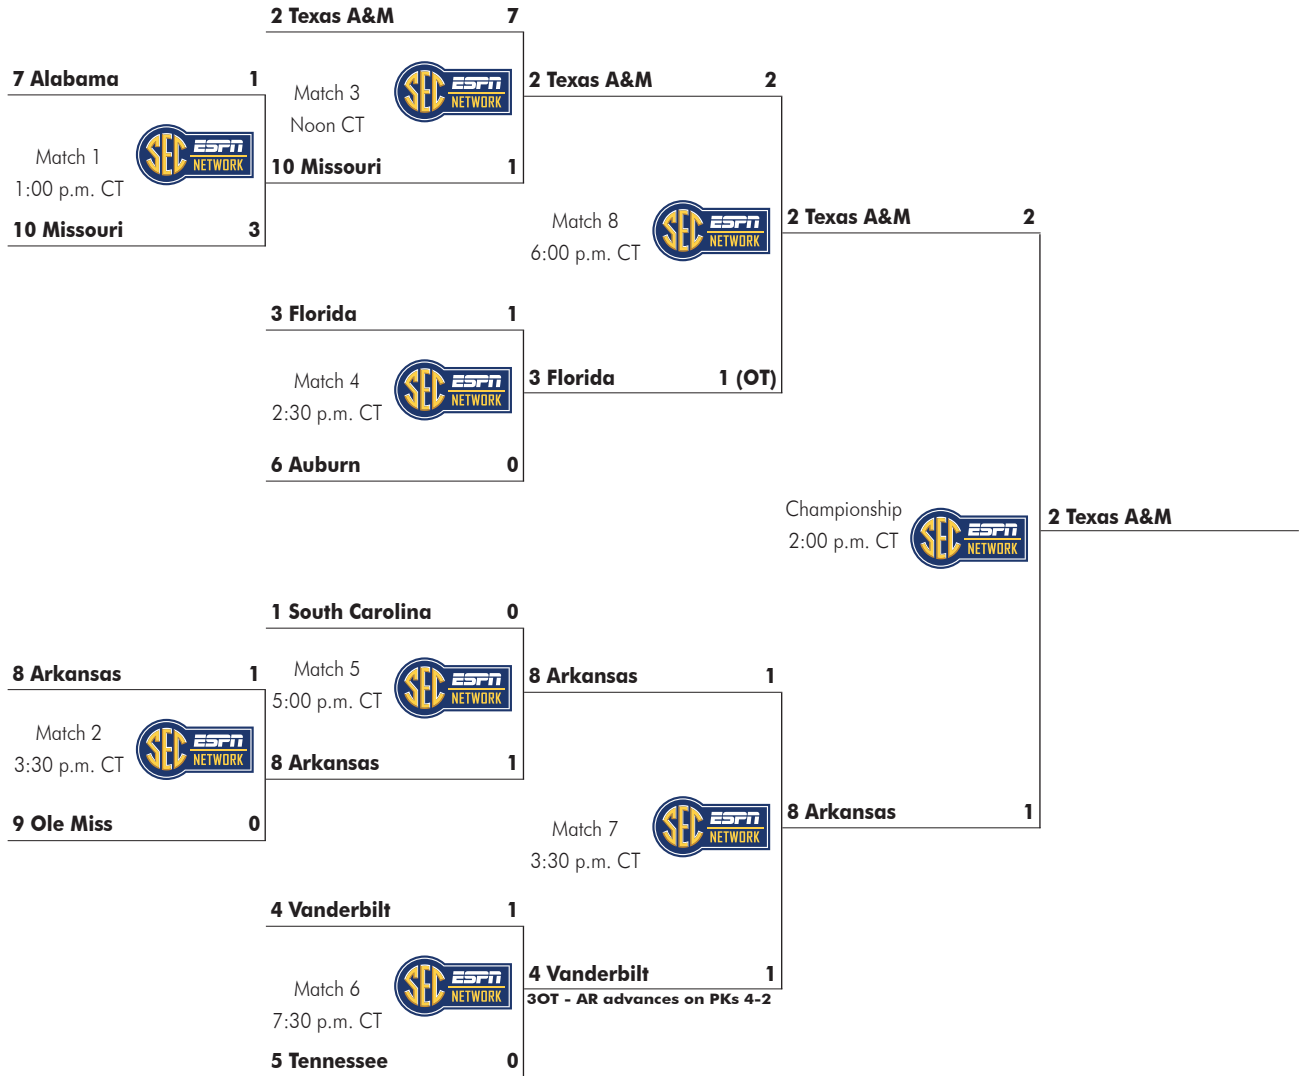 2 Texas A&M 7
7 Alabama 1
Match 1
1:00 p.m. CT
SEC ESPN NETWORK
10 Missouri 3
Match 3
Noon CT
SEC ESPN NETWORK
10 Missouri 1
2 Texas A&M 2
Match 8
6:00 p.m. CT
SEC ESPN NETWORK
3 Florida 1
Match 4
2:30 p.m. CT
SEC ESPN NETWORK
6 Auburn 0
3 Florida 1 (OT)
2 Texas A&M 2
Championship
2:00 p.m. CT
SEC ESPN NETWORK
2 Texas A&M
1 South Carolina 0
8 Arkansas 1
Match 2
3:30 p.m. CT
SEC ESPN NETWORK
9 Ole Miss 0
Match 5
5:00 p.m. CT
SEC ESPN NETWORK
8 Arkansas 1
8 Arkansas 1
Match 7
3:30 p.m. CT
SEC ESPN NETWORK
8 Arkansas 1
4 Vanderbilt 1
Match 6
7:30 p.m. CT
SEC ESPN NETWORK
5 Tennessee 0
4 Vanderbilt 1
3OT - AR advances on PKs 4-2